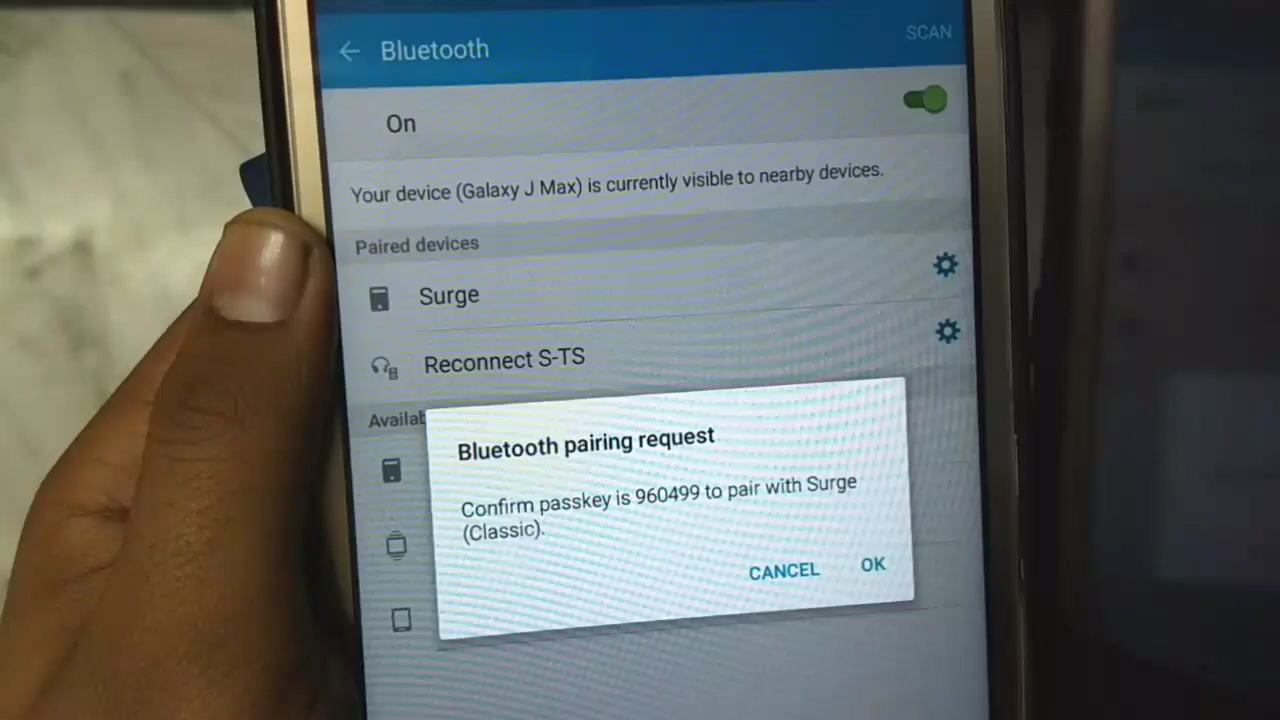 Bluetooth
SCAN
On
Your device (Galaxy J Max) is currently visible to nearby devices.
Paired devices
Surge
Reconnect S-TS
Availab
Bluetooth pairing request
Confirm passkey is 960499 to pair with Surge
(Classic).
CANCEL
OK